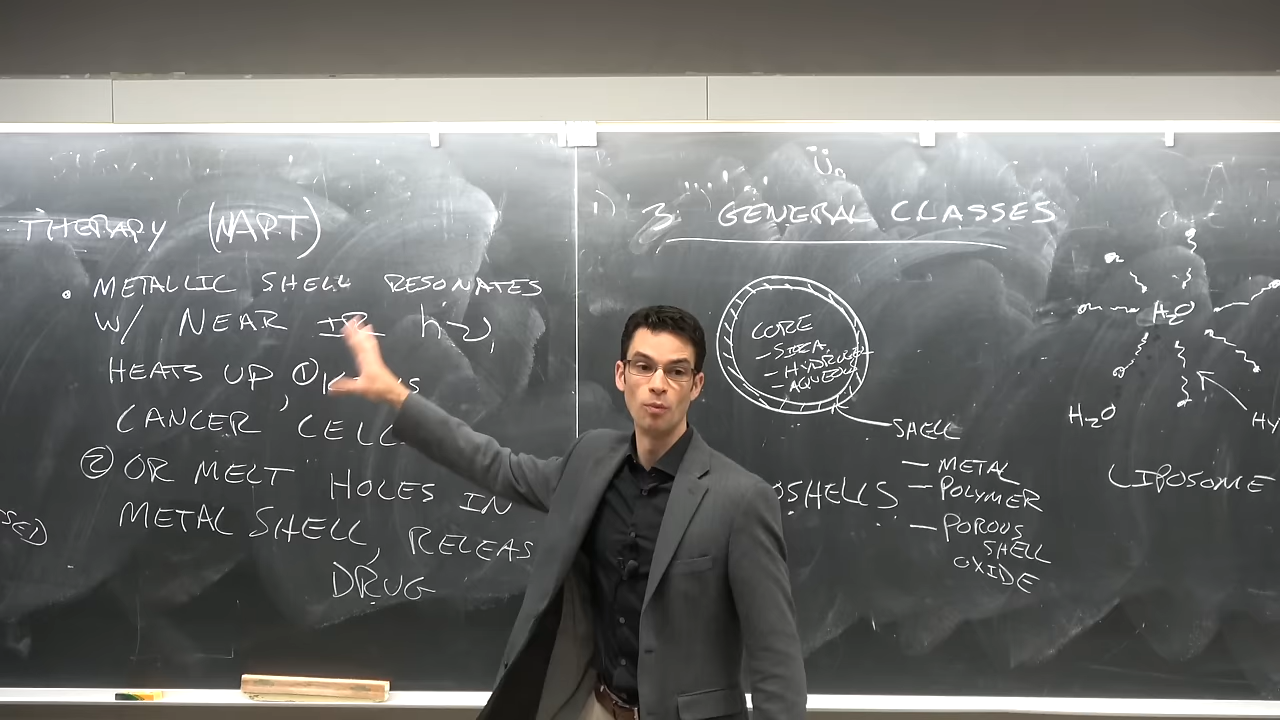 THERAPY (NAPT)
• METALLIC SHELL RESONATES
W/ NEAR IR hν,
HEATS UP, ①
CANCER CELL
② OR MELT HOLES IN
METAL SHELL, RELEAS
DRUG
3 GENERAL CLASSES
CORE
- SILICA
- HYDROGEL
- AQUEOUS
SHELL
- METAL
- POLYMER
- POROUS
SHELL
OXIDE
OSHELLS
H₂O
H₂O
HY
LIPOSOME